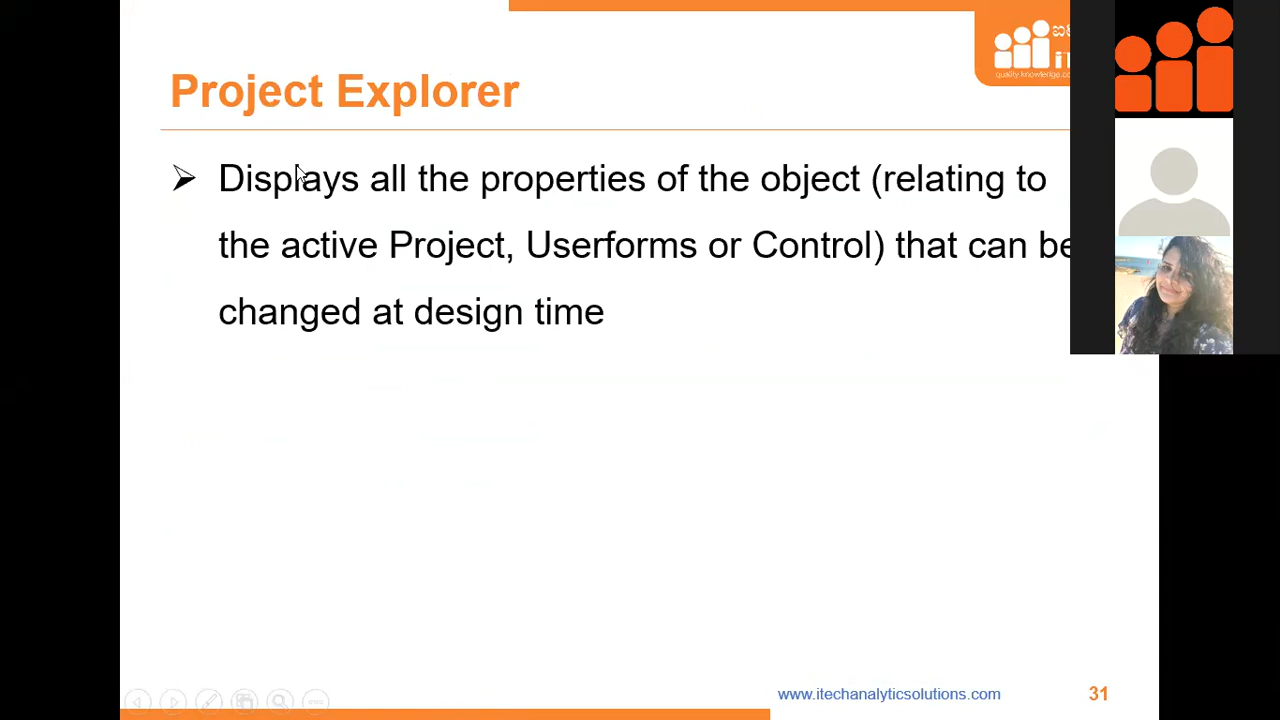 Project Explorer
Displays all the properties of the object (relating to
the active Project, Userforms or Control) that can be
changed at design time
www.itechanalyticsolutions.com
31